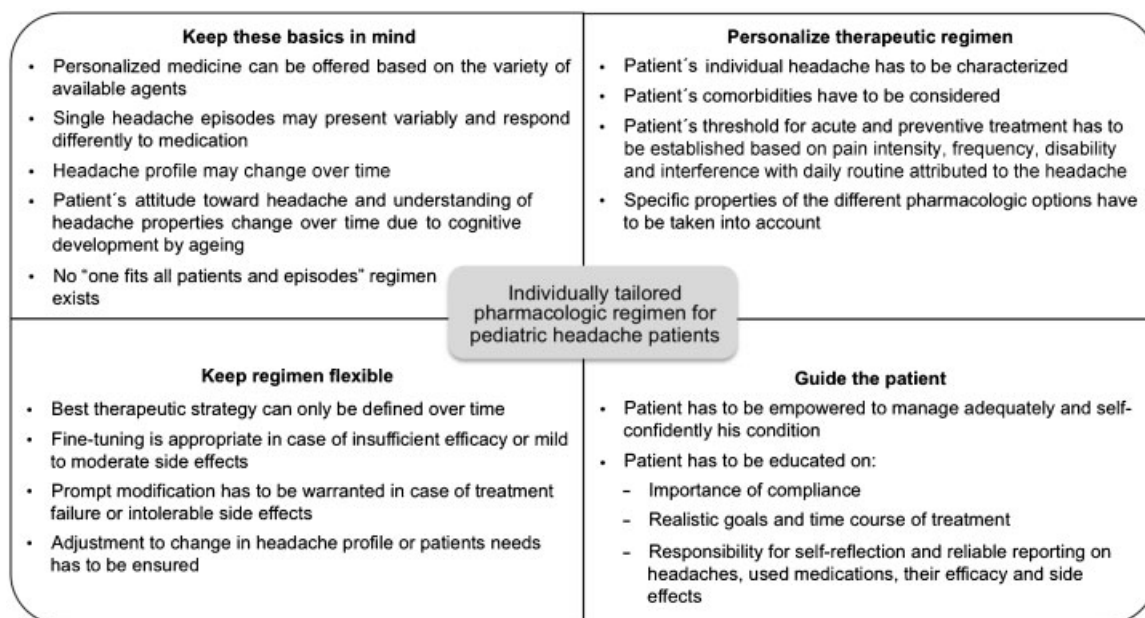 Keep these basics in mind
• Personalized medicine can be offered based on the variety of
available agents
• Single headache episodes may present variably and respond
differently to medication
• Headache profile may change over time
• Patient´s attitude toward headache and understanding of
headache properties change over time due to cognitive
development by ageing
• No “one fits all patients and episodes” regimen
exists
Personalize therapeutic regimen
• Patient´s individual headache has to be characterized
• Patient´s comorbidities have to be considered
• Patient´s threshold for acute and preventive treatment has to
be established based on pain intensity, frequency, disability
and interference with daily routine attributed to the headache
• Specific properties of the different pharmacologic options have
to be taken into account
Individually tailored
pharmacologic regimen for
pediatric headache patients
Keep regimen flexible
• Best therapeutic strategy can only be defined over time
• Fine-tuning is appropriate in case of insufficient efficacy or mild
to moderate side effects
• Prompt modification has to be warranted in case of treatment
failure or intolerable side effects
• Adjustment to change in headache profile or patients needs
has to be ensured
Guide the patient
• Patient has to be empowered to manage adequately and self-
confidently his condition
• Patient has to be educated on:
– Importance of compliance
– Realistic goals and time course of treatment
– Responsibility for self-reflection and reliable reporting on
headaches, used medications, their efficacy and side
effects